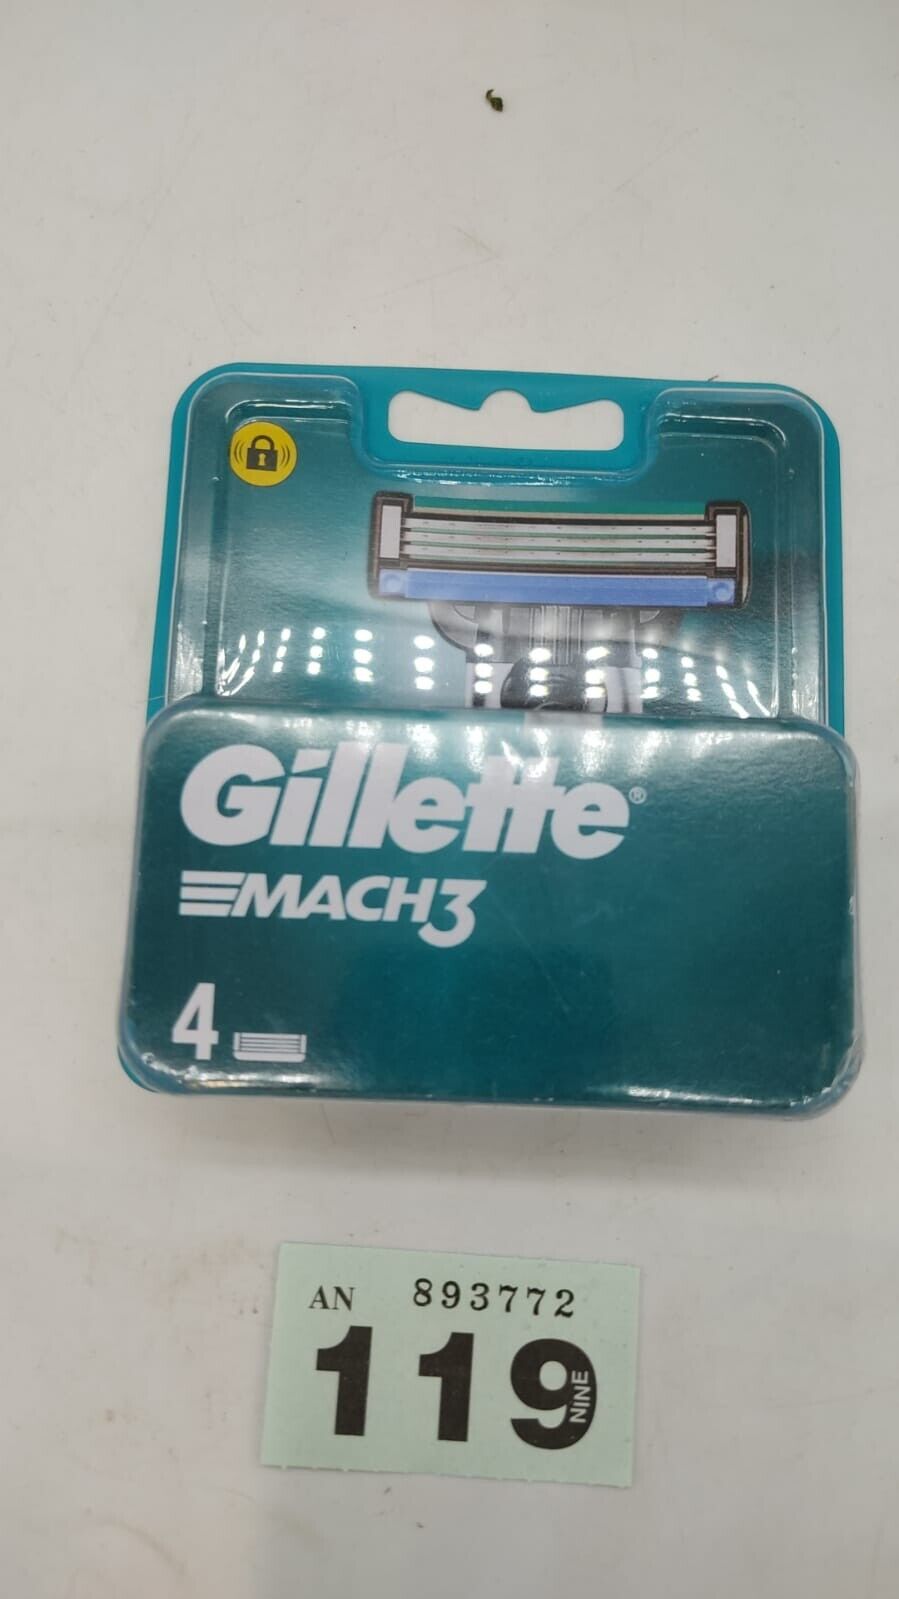 Gillette®
MACH3
4
AN 893772
119
NINE